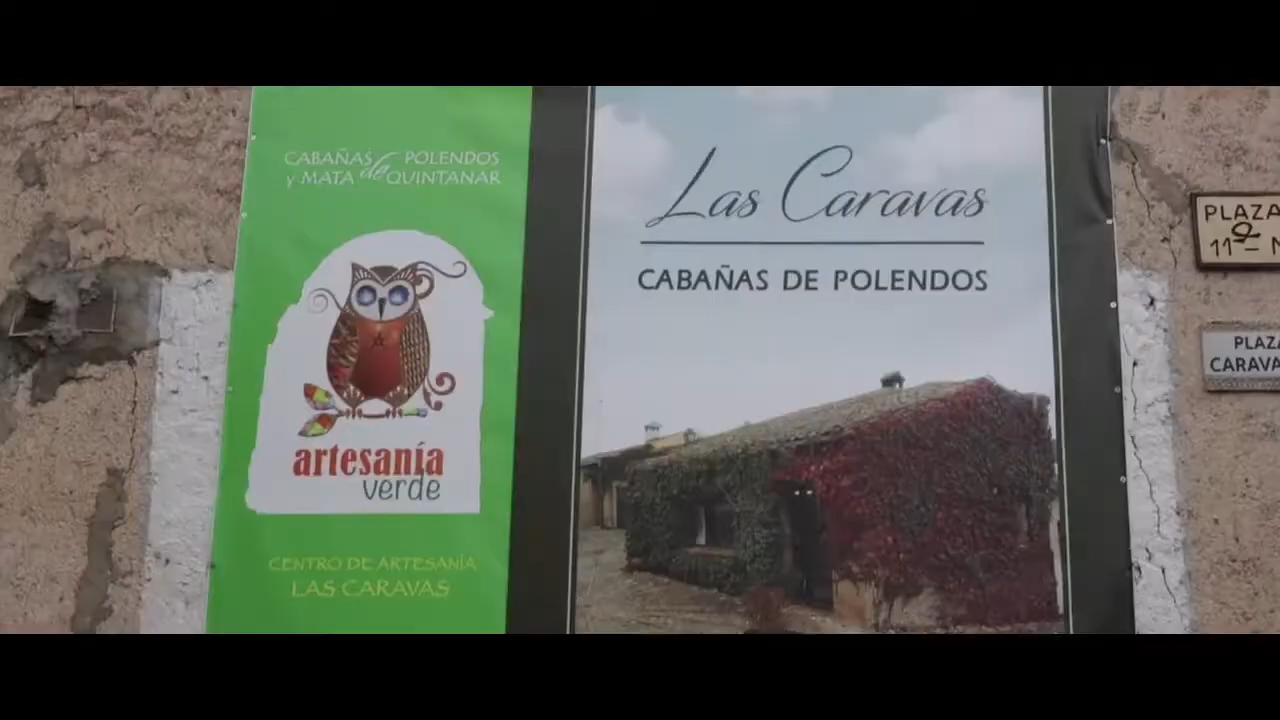 CABAÑAS de POLENDOS
y MATA QUINTANAR
artesanía
verde
CENTRO DE ARTESANÍA
LAS CARAVAS
Las Caravas
CABAÑAS DE POLENDOS
PLAZA
11
PLAZA